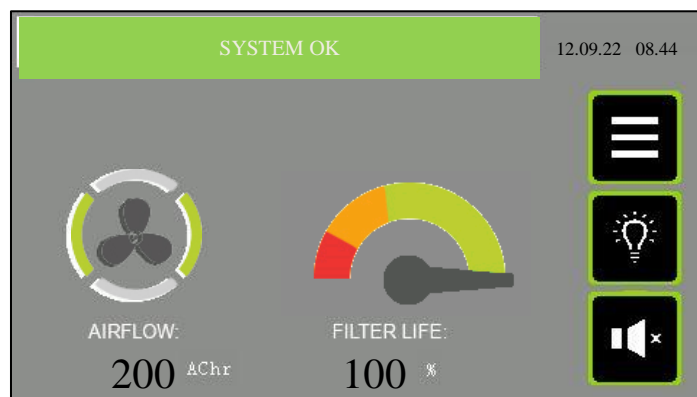 SYSTEM OK
12.09.22 08.44
AIRFLOW:
200 AChr
FILTER LIFE:
100 %